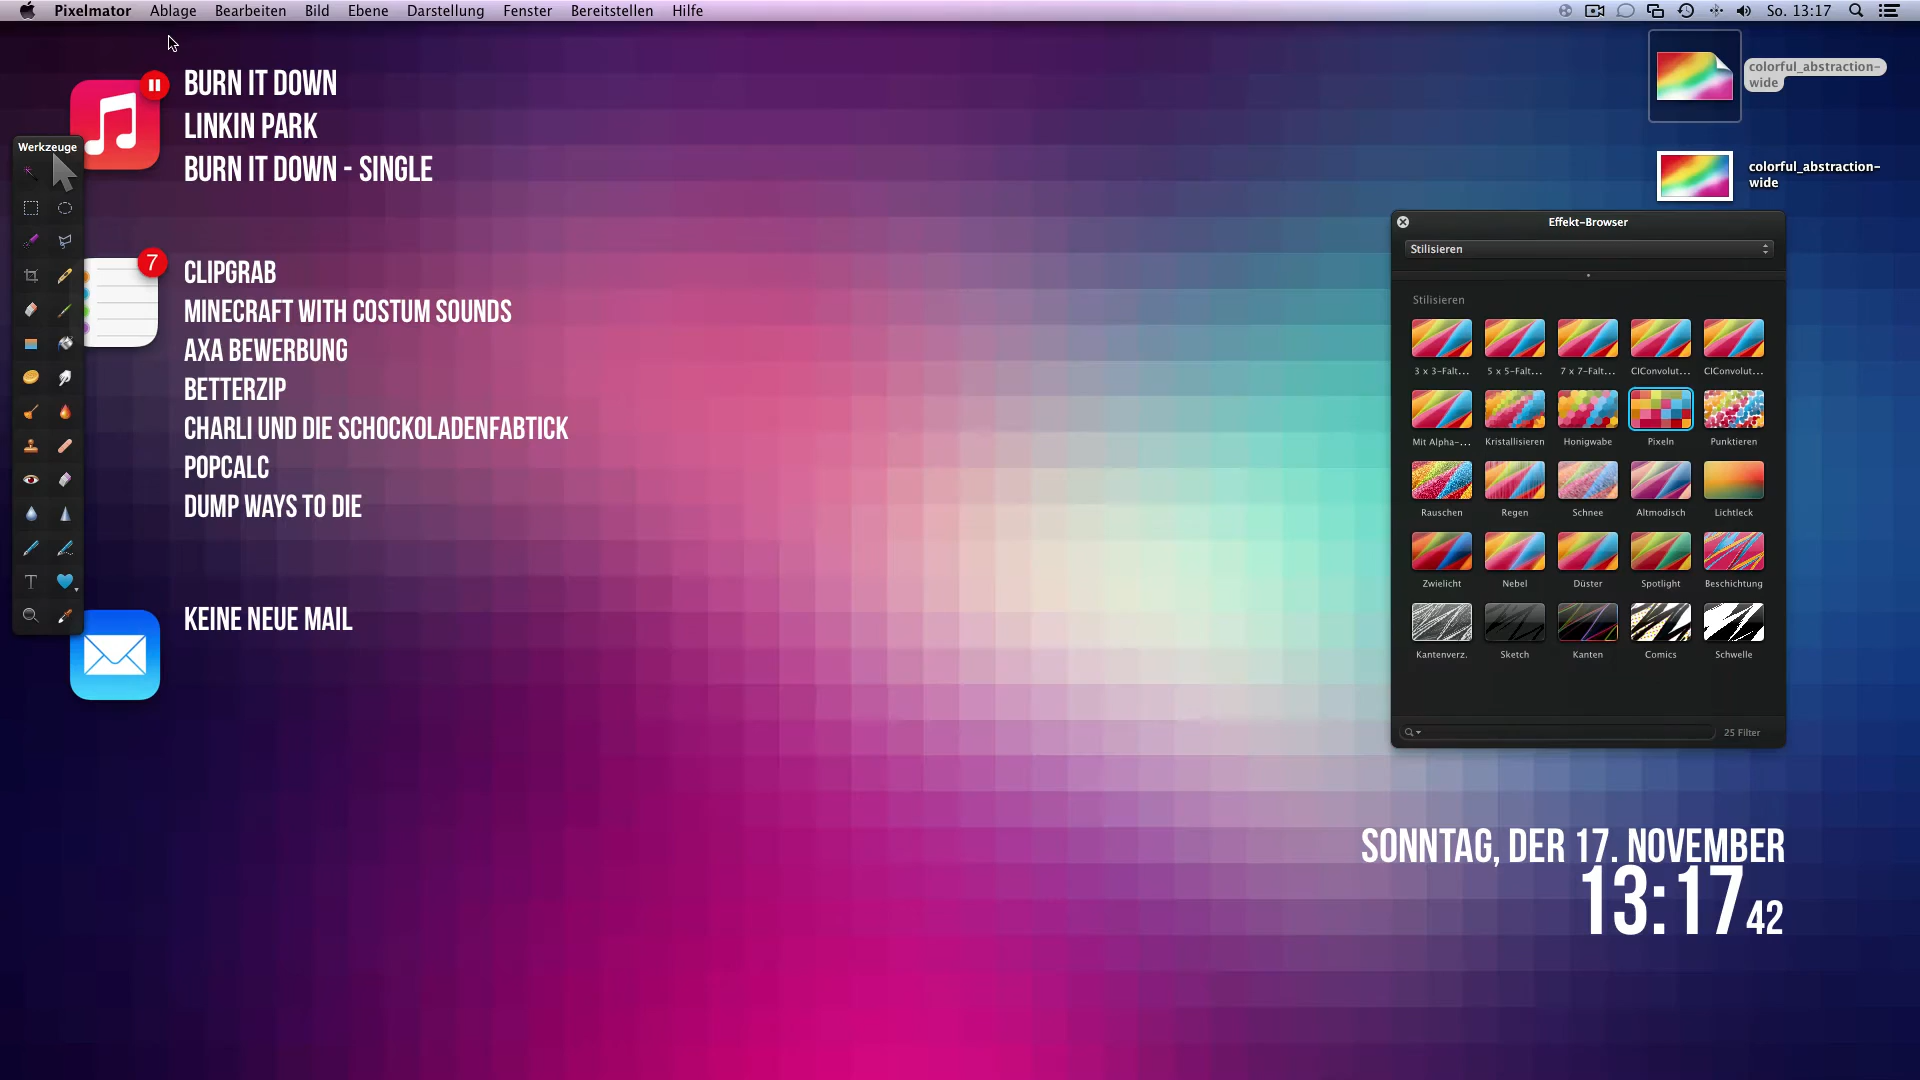 Pixelmator Ablage Bearbeiten Bild Ebene Darstellung Fenster Bereitstellen Hilfe So. 13:17
BURN IT DOWN
LINKIN PARK
BURN IT DOWN - SINGLE
Werkzeuge
7
CLIPGRAB
MINECRAFT WITH COSTUM SOUNDS
AXA BEWERBUNG
BETTERZIP
CHARLI UND DIE SCHOCKOLADENFABTICK
POPCALC
DUMP WAYS TO DIE
T
KEINE NEUE MAIL
colorful_abstraction-
wide
colorful_abstraction-
wide
Effekt-Browser
Stilisieren
Stilisieren
3 x 3-Falt... 5 x 5-Falt... 7 x 7-Falt... CIConvolut... CIConvolut...
Mit Alpha-... Kristallisieren Honigwabe Pixeln Punktieren
Rauschen Regen Schnee Altmodisch Lichtleck
Zwielicht Nebel Düster Spotlight Beschichtung
Kantenverz. Sketch Kanten Comics Schwelle
25 Filter
SONNTAG, DER 17. NOVEMBER
13:17 42